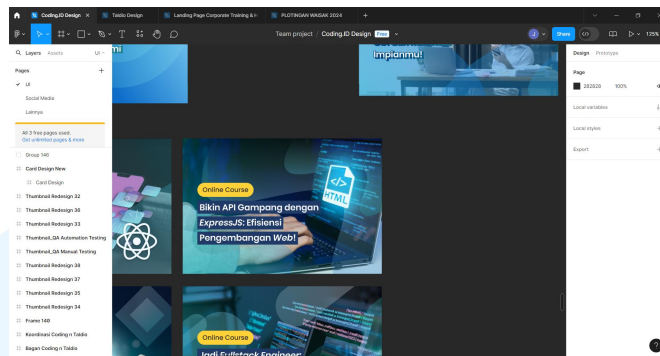 Coding.ID Design
Taldio Design
Landing Page Corporate Training &
PLOTINGAN WAISAK 2024
Team project / Coding.ID Design Free
J
Share
125%
Layers Assets UI
Pages
UI
Social Media
Lainnya
All 3 free pages used.
Get unlimited pages & more
Group 146
Card Design New
Card Design
Thumbnail Redesign 32
Thumbnail Redesign 36
Thumbnail Redesign 33
Thumbnail_QA Automation Testing
Thumbnail_QA Manual Testing
Thumbnail Redesign 38
Thumbnail Redesign 37
Thumbnail Redesign 35
Thumbnail Redesign 34
Frame 140
Koordinasi Coding n Taldio
Bagan Coding n Taldio
mi
Impianmu!
Online Course
Bikin API Gampang dengan
ExpressJS: Efisiensi
Pengembangan Web!
</>
HTML
Online Course
Jadi Fullstack Engineer:
Design Prototype
Page
282828 100%
Local variables
Local styles
Export
?